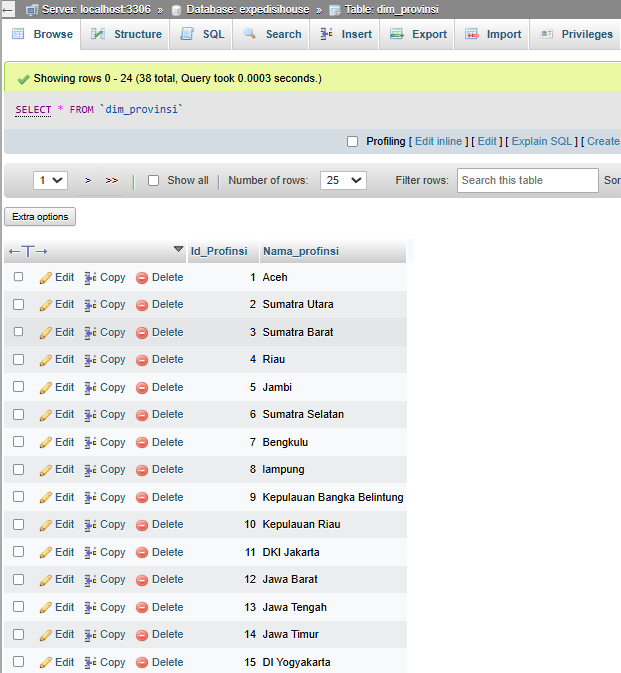 Server: localhost:3306 » Database: expedisihouse » Table: dim_provinsi
Browse Structure SQL Search Insert Export Import Privileges
Showing rows 0 - 24 (38 total, Query took 0.0003 seconds.)
SELECT * FROM `dim_provinsi`
Profiling [ Edit inline ] [ Edit ] [ Explain SQL ] [ Create
1 > >> Show all Number of rows: 25 Filter rows: Search this table Sor
Extra options
←T→ Id_Profinsi Nama_profinsi
Edit Copy Delete 1 Aceh
Edit Copy Delete 2 Sumatra Utara
Edit Copy Delete 3 Sumatra Barat
Edit Copy Delete 4 Riau
Edit Copy Delete 5 Jambi
Edit Copy Delete 6 Sumatra Selatan
Edit Copy Delete 7 Bengkulu
Edit Copy Delete 8 lampung
Edit Copy Delete 9 Kepulauan Bangka Belintung
Edit Copy Delete 10 Kepulauan Riau
Edit Copy Delete 11 DKI Jakarta
Edit Copy Delete 12 Jawa Barat
Edit Copy Delete 13 Jawa Tengah
Edit Copy Delete 14 Jawa Timur
Edit Copy Delete 15 DI Yogyakarta